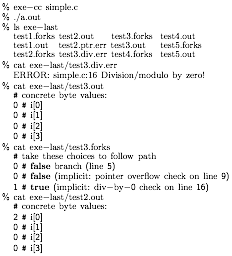 % exe−cc simple.c
% ./a.out
% ls exe−last
test1.forks test2.out test3.forks test4.out
test1.out test2.ptr.err test3.out test5.forks
test2.forks test3.div.err test4.forks test5.out
% cat exe−last/test3.div.err
ERROR: simple.c:16 Division/modulo by zero!
% cat exe−last/test3.out
# concrete byte values:
0 # i[0]
0 # i[1]
0 # i[2]
0 # i[3]
% cat exe−last/test3.forks
# take these choices to follow path
0 # false branch (line 5)
0 # false (implicit: pointer overflow check on line 9)
1 # true (implicit: div−by−0 check on line 16)
% cat exe−last/test2.out
# concrete byte values:
2 # i[0]
0 # i[1]
0 # i[2]
0 # i[3]